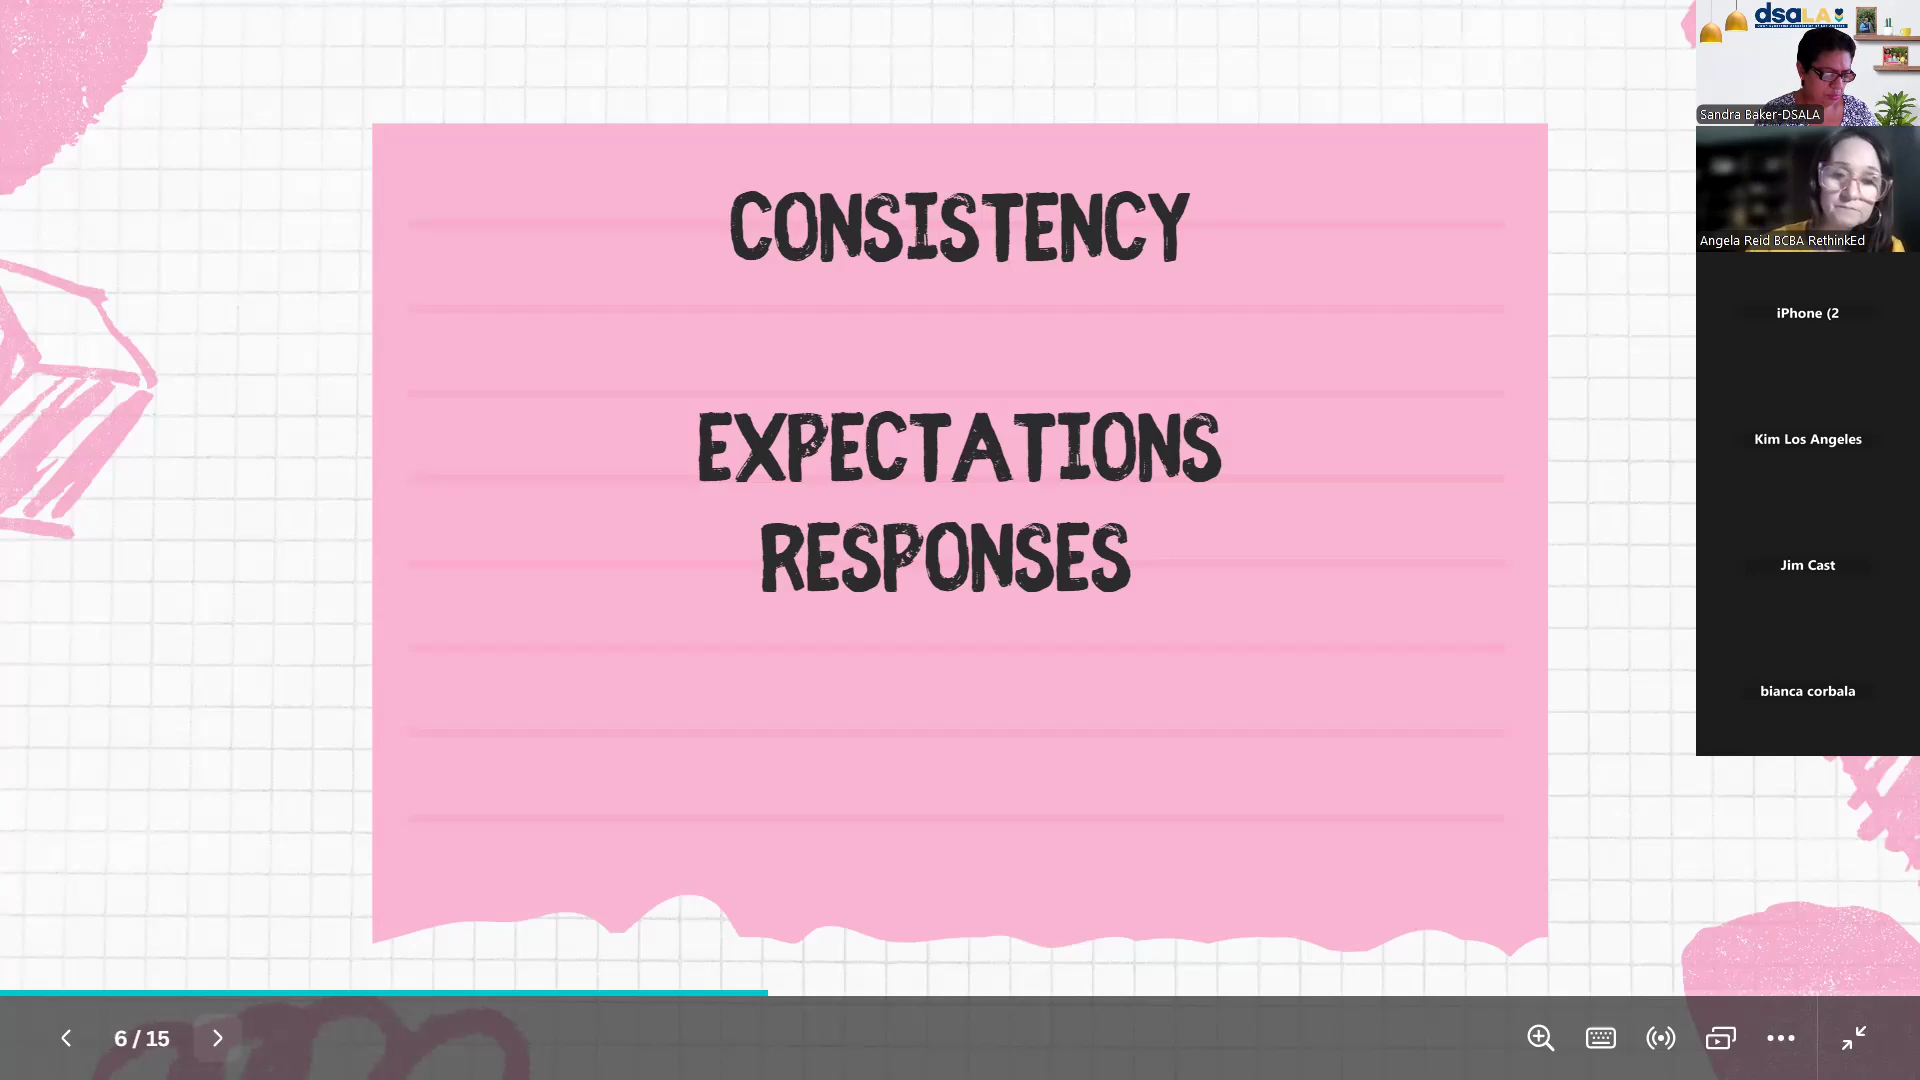 CONSISTENCY
EXPECTATIONS
RESPONSES
dsaLA
Sandra Baker-DSALA
Angela Reid BCBA RethinkEd
iPhone (2
Kim Los Angeles
Jim Cast
bianca corbala
6 / 15